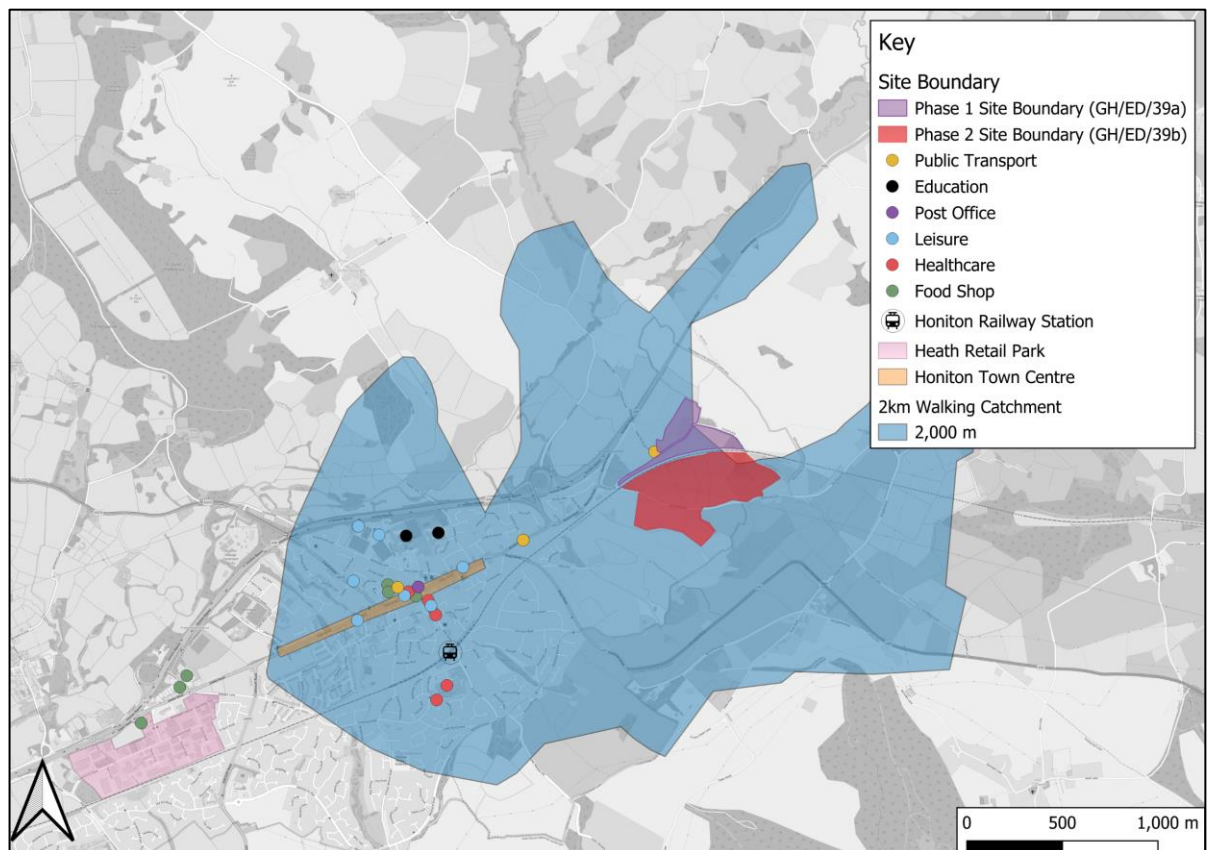 Key
Site Boundary
Phase 1 Site Boundary (GH/ED/39a)
Phase 2 Site Boundary (GH/ED/39b)
Public Transport
Education
Post Office
Leisure
Healthcare
Food Shop
Honiton Railway Station
Heath Retail Park
Honiton Town Centre
2km Walking Catchment
2,000 m
0 500 1,000 m